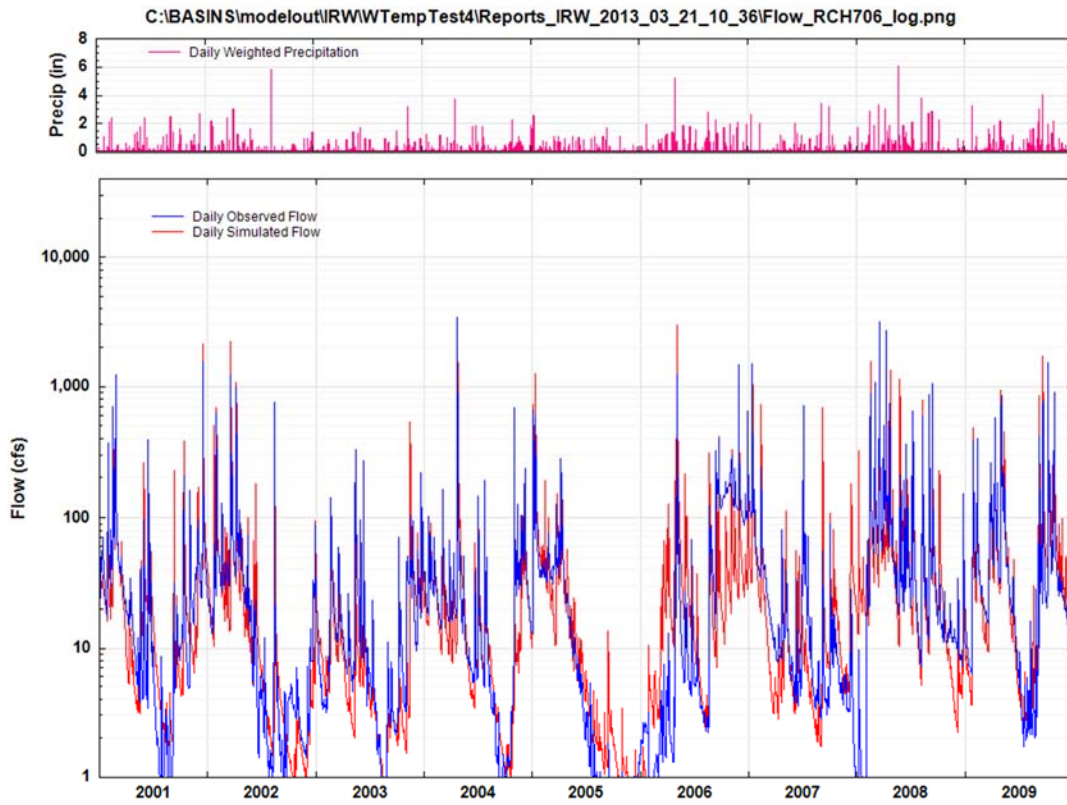 C:\BASINS\modelout\IRW\WTempTest4\Reports_IRW_2013_03_21_10_36\Flow_RCH706_log.png
Daily Weighted Precipitation
Precip (in)
8
6
4
2
0
Daily Observed Flow
Daily Simulated Flow
Flow (cfs)
10,000
1,000
100
10
1
2001 2002 2003 2004 2005 2006 2007 2008 2009